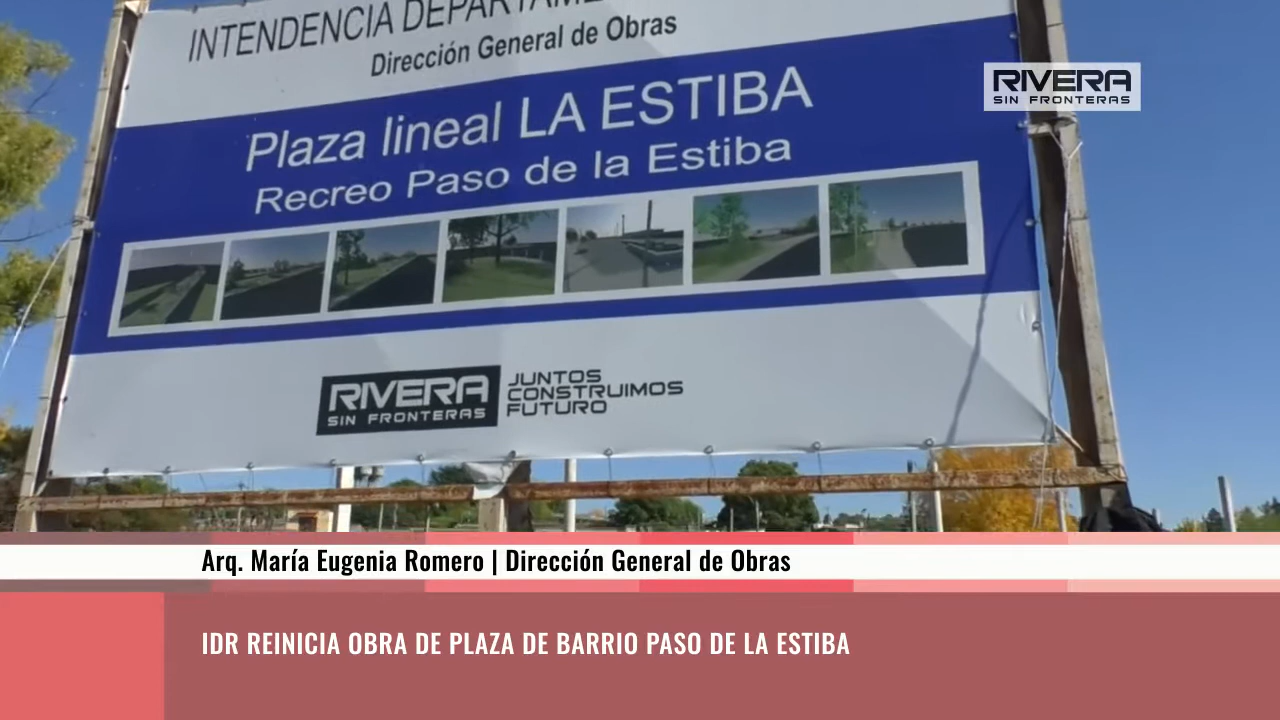 INTENDENCIA
Dirección General de Obras
RIVERA
SIN FRONTERAS
Plaza lineal LA ESTIBA
Recreo Paso de la Estiba
RIVERA
SIN FRONTERAS
JUNTOS
CONSTRUIMOS
FUTURO
Arq. María Eugenia Romero | Dirección General de Obras
IDR REINICIA OBRA DE PLAZA DE BARRIO PASO DE LA ESTIBA